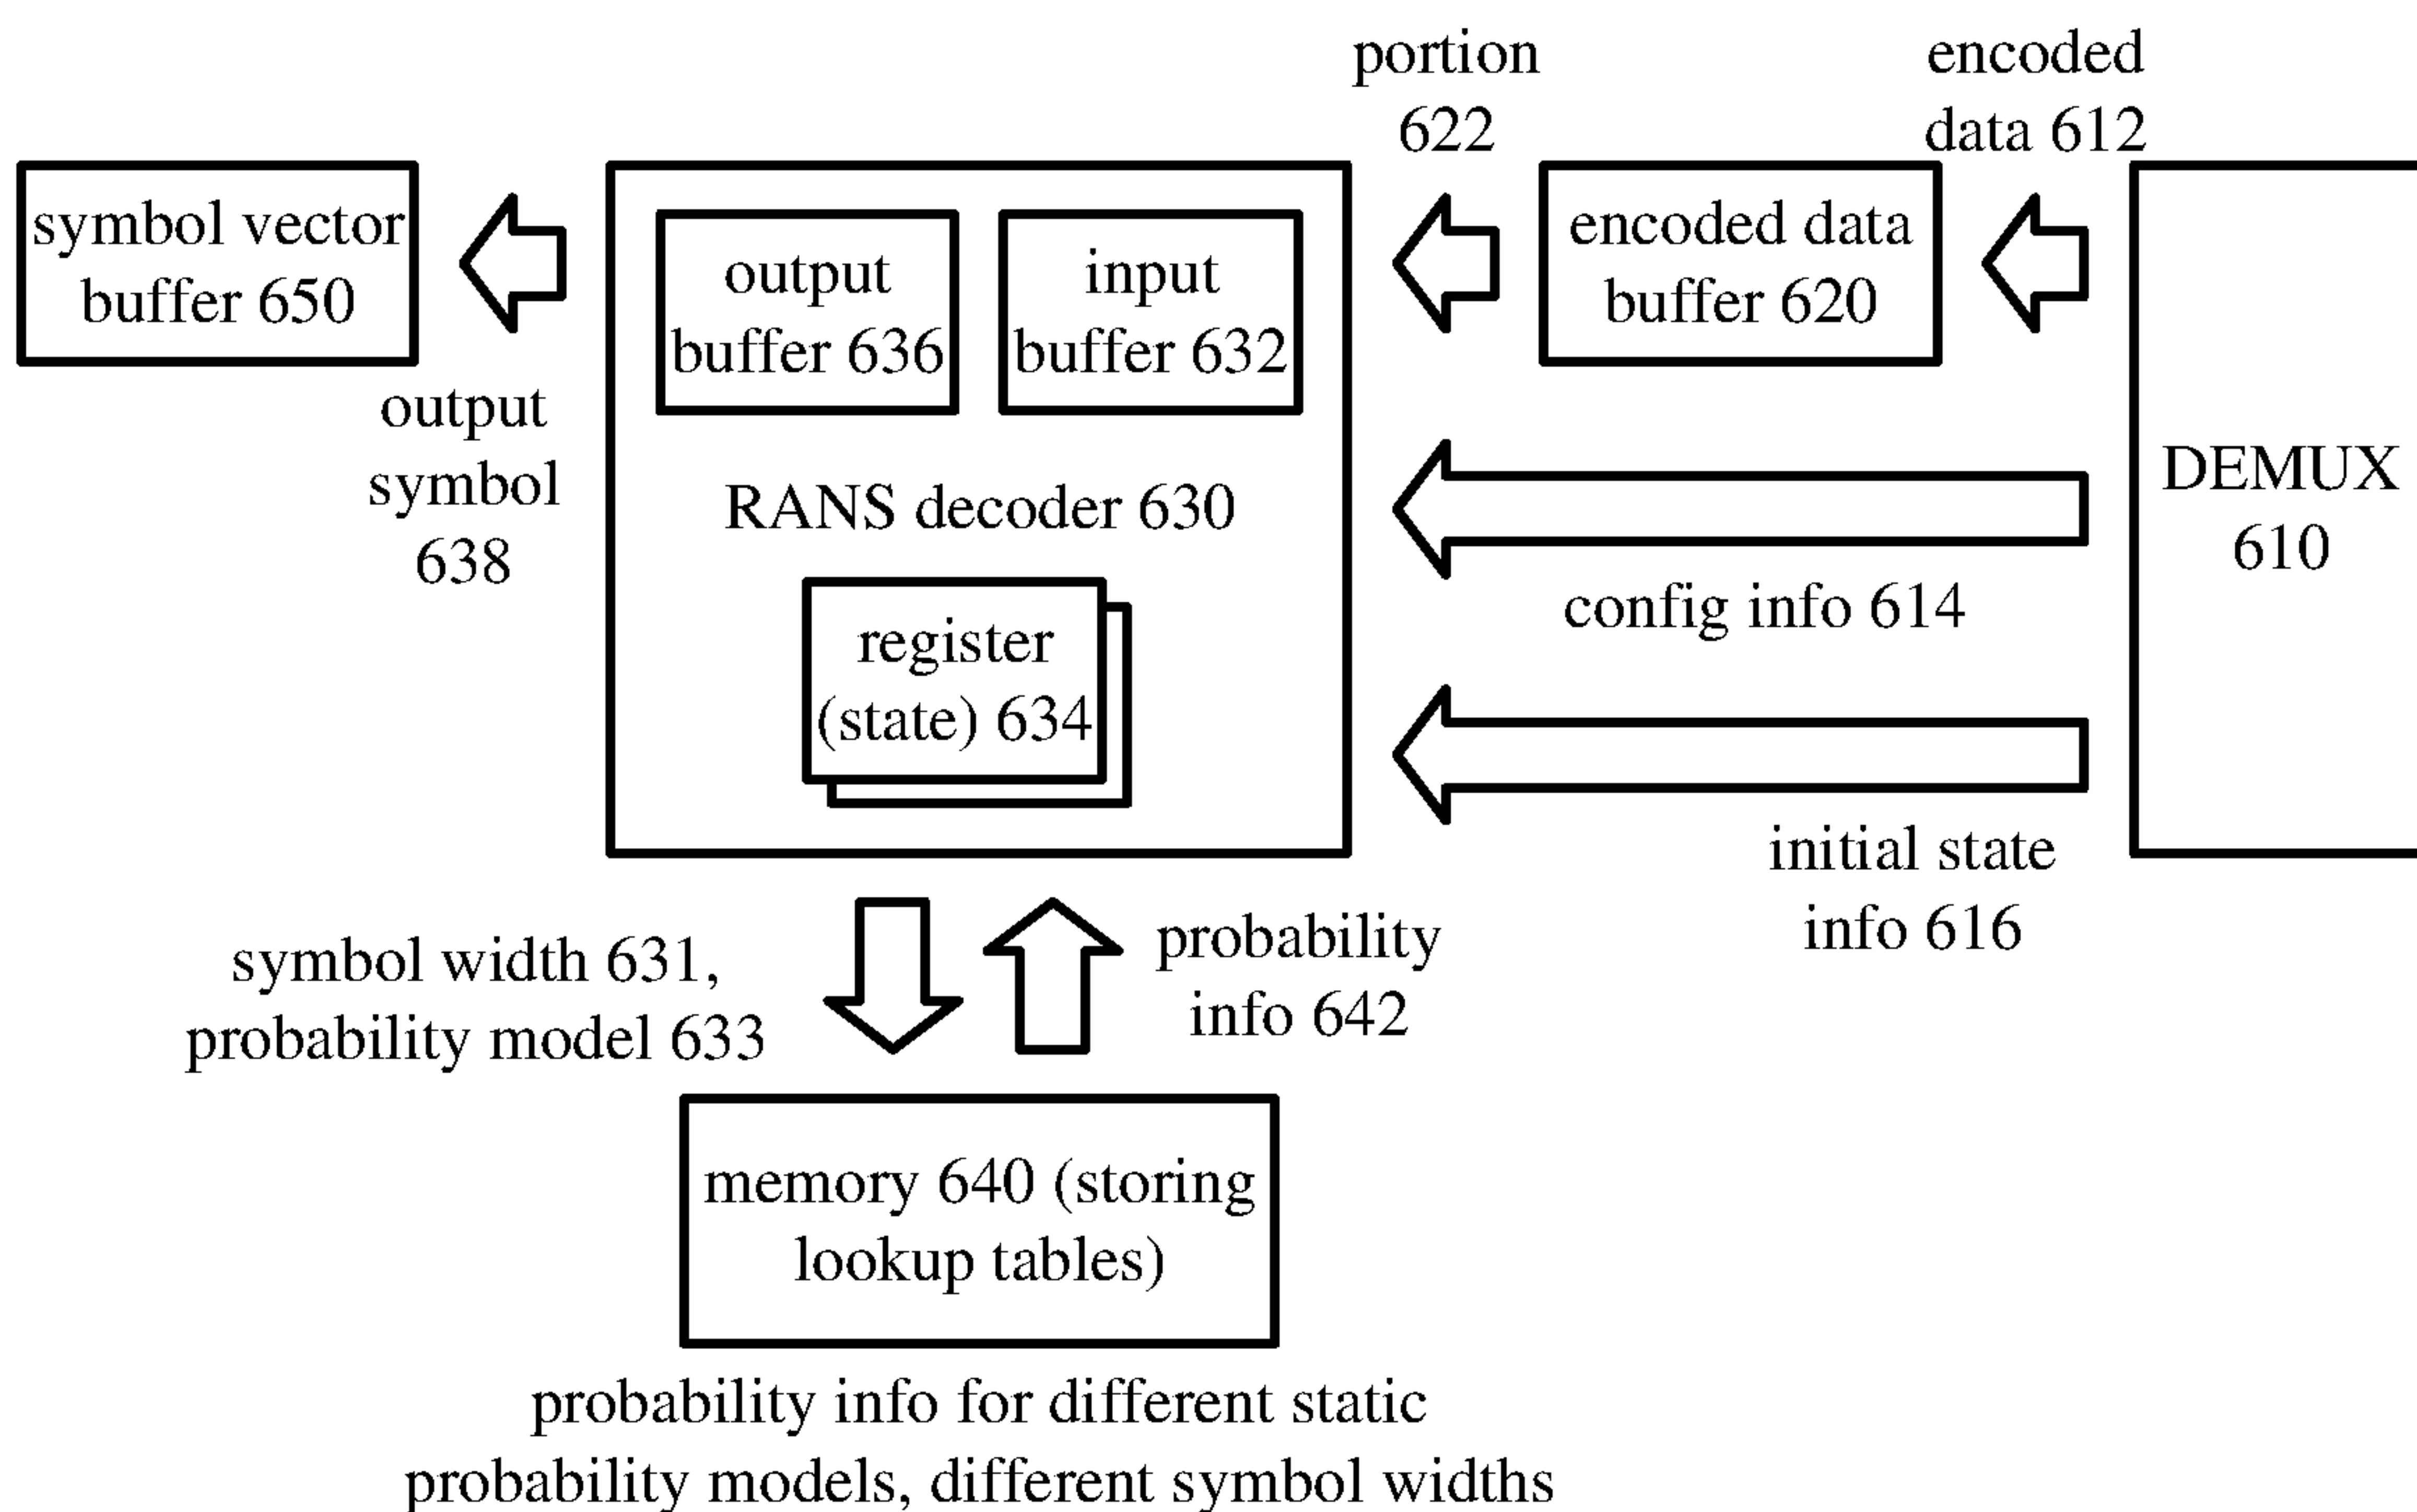 portion
622
encoded
data 612
symbol vector
buffer 650
output
buffer 636
input
buffer 632
encoded data
buffer 620
output
symbol
638
RANS decoder 630
DEMUX
610
config info 614
register
(state) 634
initial state
info 616
symbol width 631,
probability model 633
probability
info 642
memory 640 (storing
lookup tables)
probability info for different static
probability models, different symbol widths